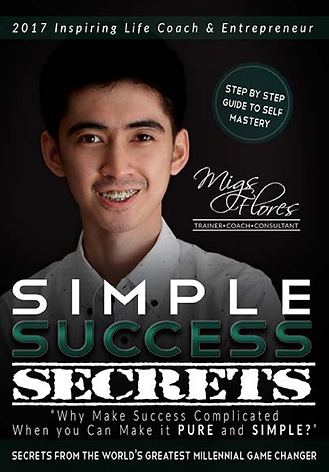 2017 Inspiring Life Coach & Entrepreneur
STEP BY STEP
GUIDE TO SELF
MASTERY
Migs
Flores
TRAINER•COACH•CONSULTANT
SIMPLE
SUCCESS
SECRETS
"Why Make Success Complicated
When you Can Make it PURE and SIMPLE?"
SECRETS FROM THE WORLD'S GREATEST MILLENNIAL GAME CHANGER